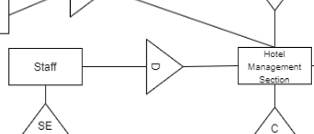 Staff
D
Hotel
Management
Section
SE
C